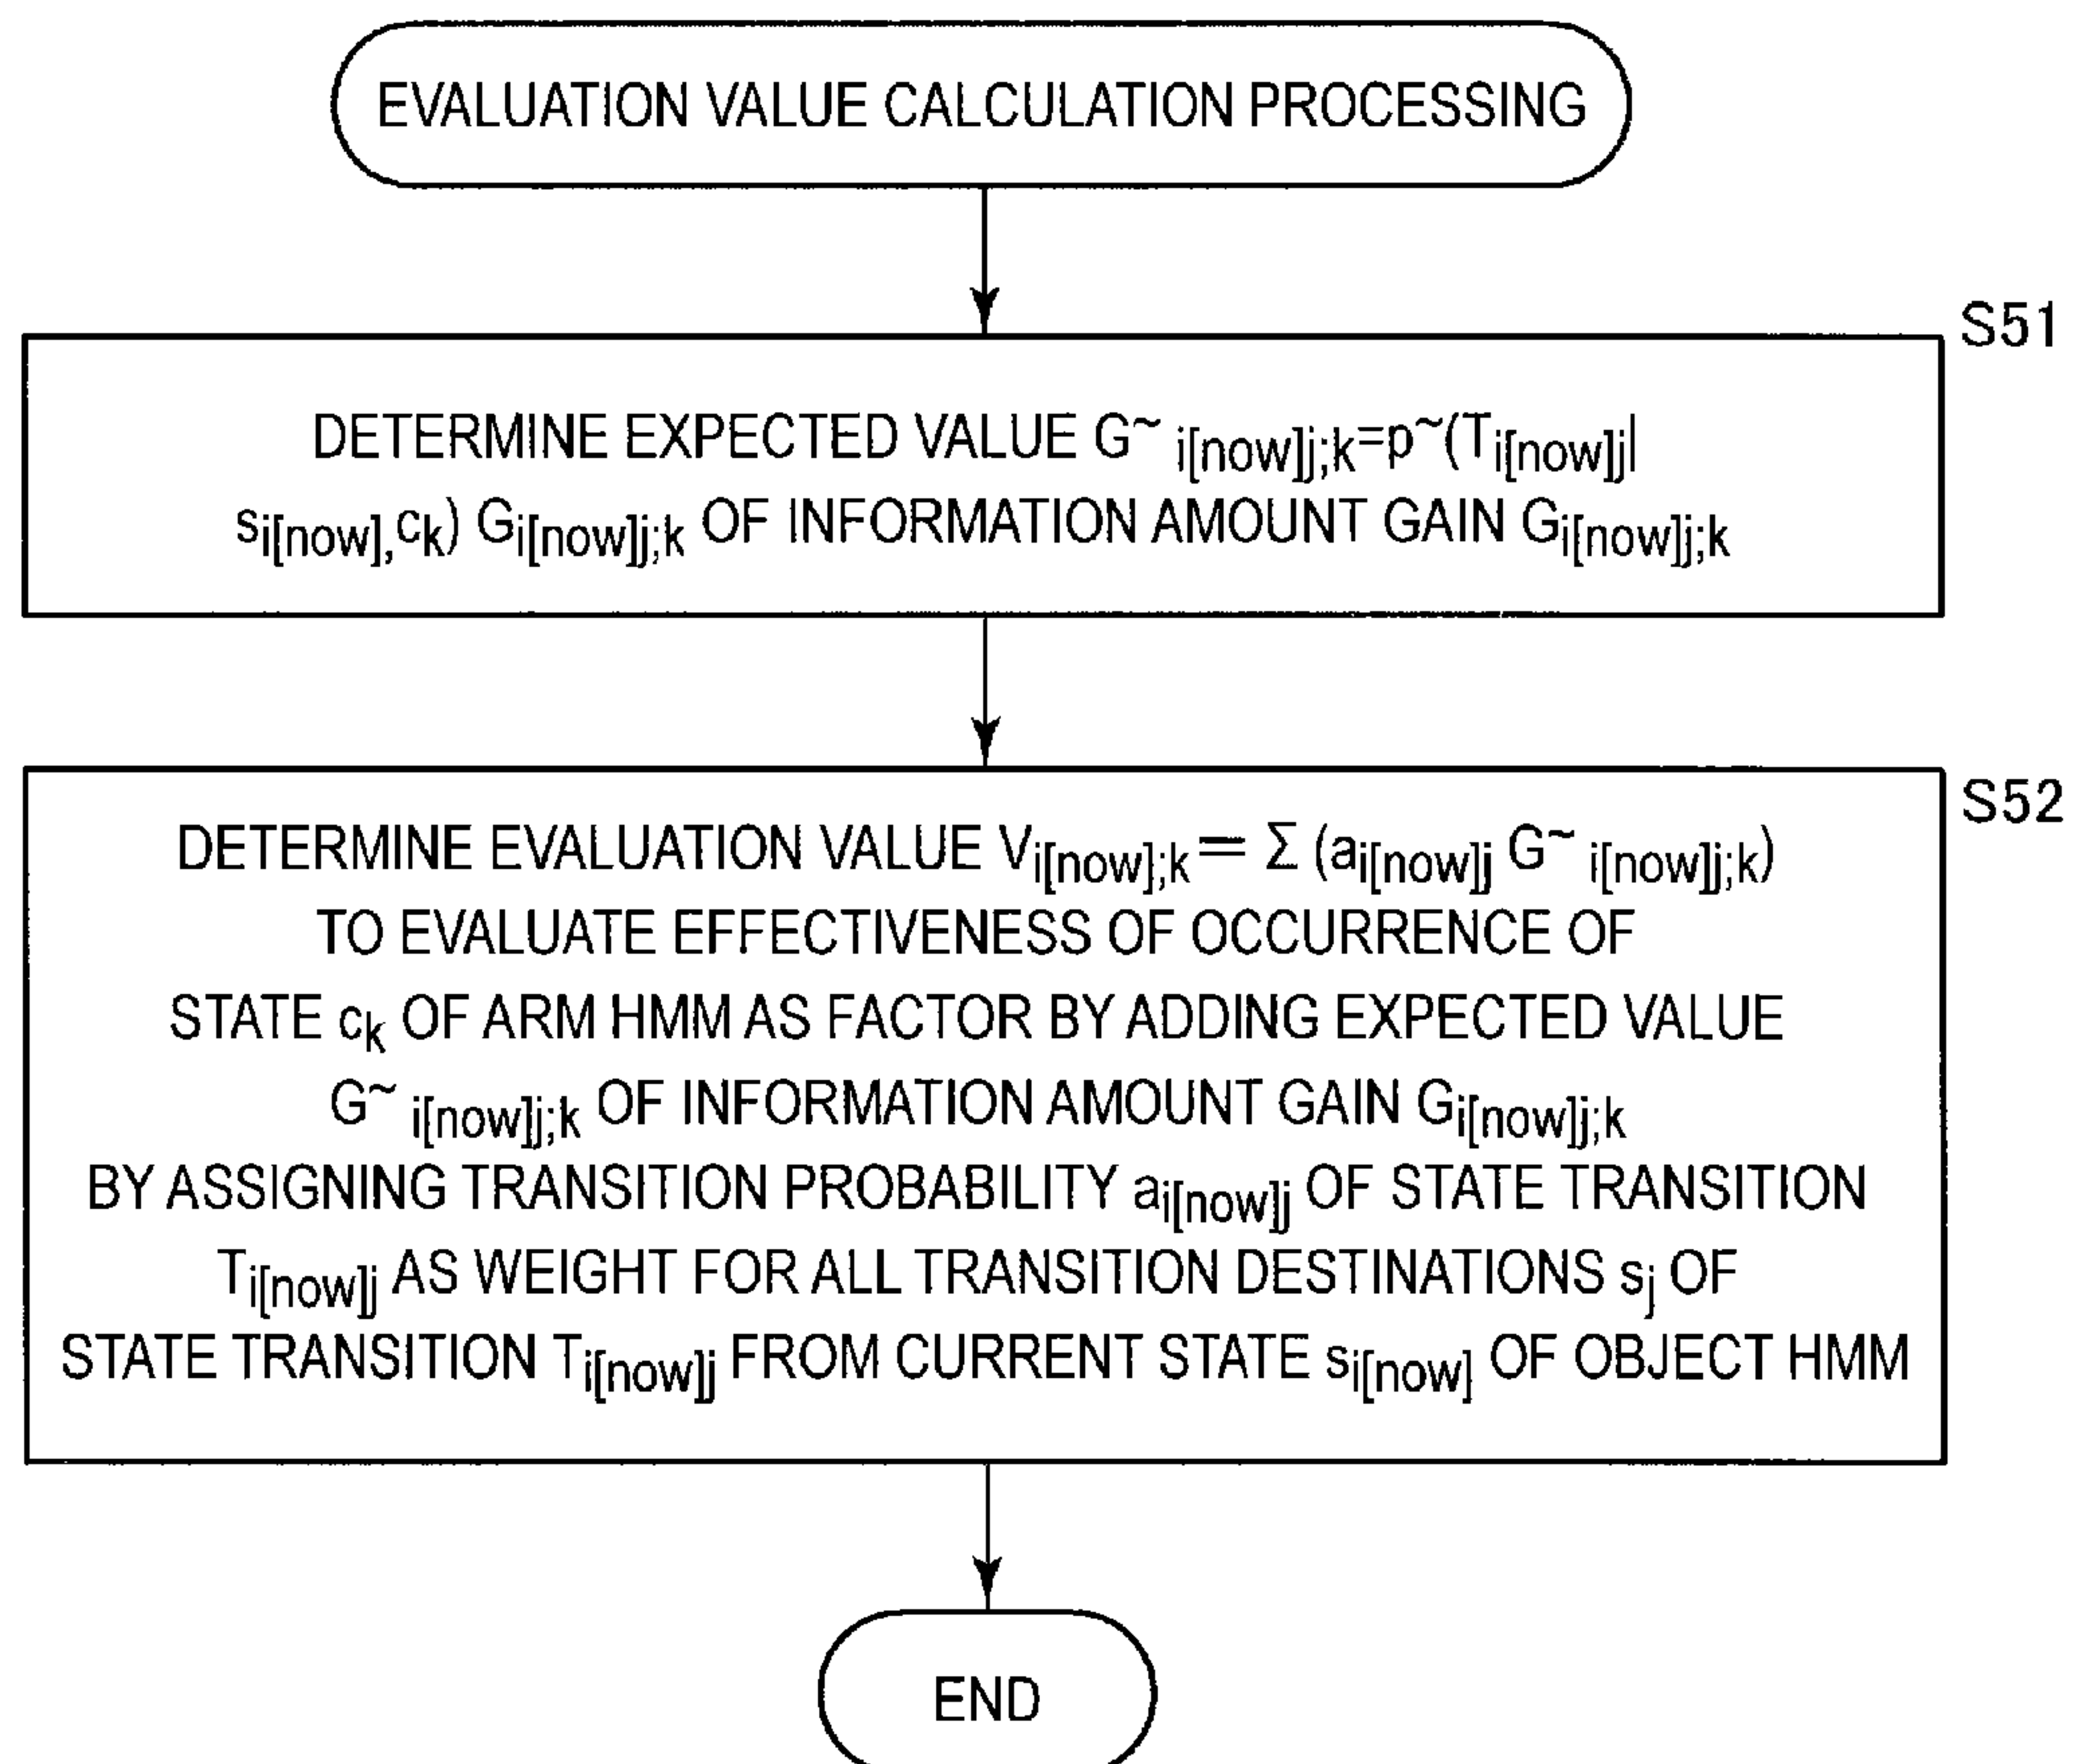 EVALUATION VALUE CALCULATION PROCESSING
S51
DETERMINE EXPECTED VALUE G~ i[now]j;k=p~(Ti[now]j|
si[now],ck) Gi[now]j;k OF INFORMATION AMOUNT GAIN Gi[now]j;k
S52
DETERMINE EVALUATION VALUE Vi[now];k = Σ (ai[now]j G~ i[now]j;k)
TO EVALUATE EFFECTIVENESS OF OCCURRENCE OF
STATE ck OF ARM HMM AS FACTOR BY ADDING EXPECTED VALUE
G~ i[now]j;k OF INFORMATION AMOUNT GAIN Gi[now]j;k
BY ASSIGNING TRANSITION PROBABILITY ai[now]j OF STATE TRANSITION
Ti[now]j AS WEIGHT FOR ALL TRANSITION DESTINATIONS sj OF
STATE TRANSITION Ti[now]j FROM CURRENT STATE si[now] OF OBJECT HMM
END